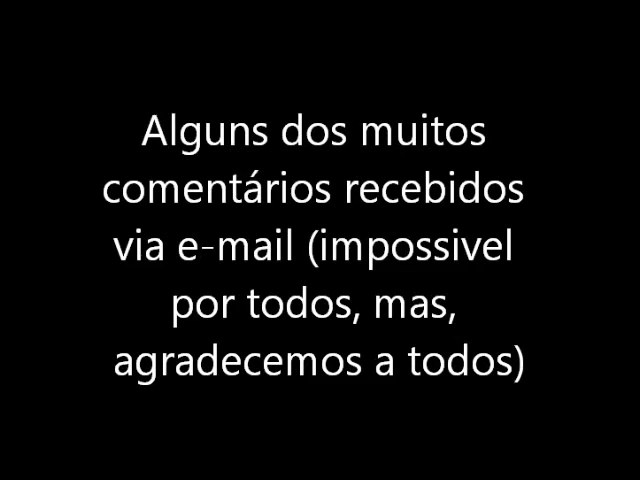 Alguns dos muitos
comentários recebidos
via e-mail (impossivel
por todos, mas,
agradecemos a todos)